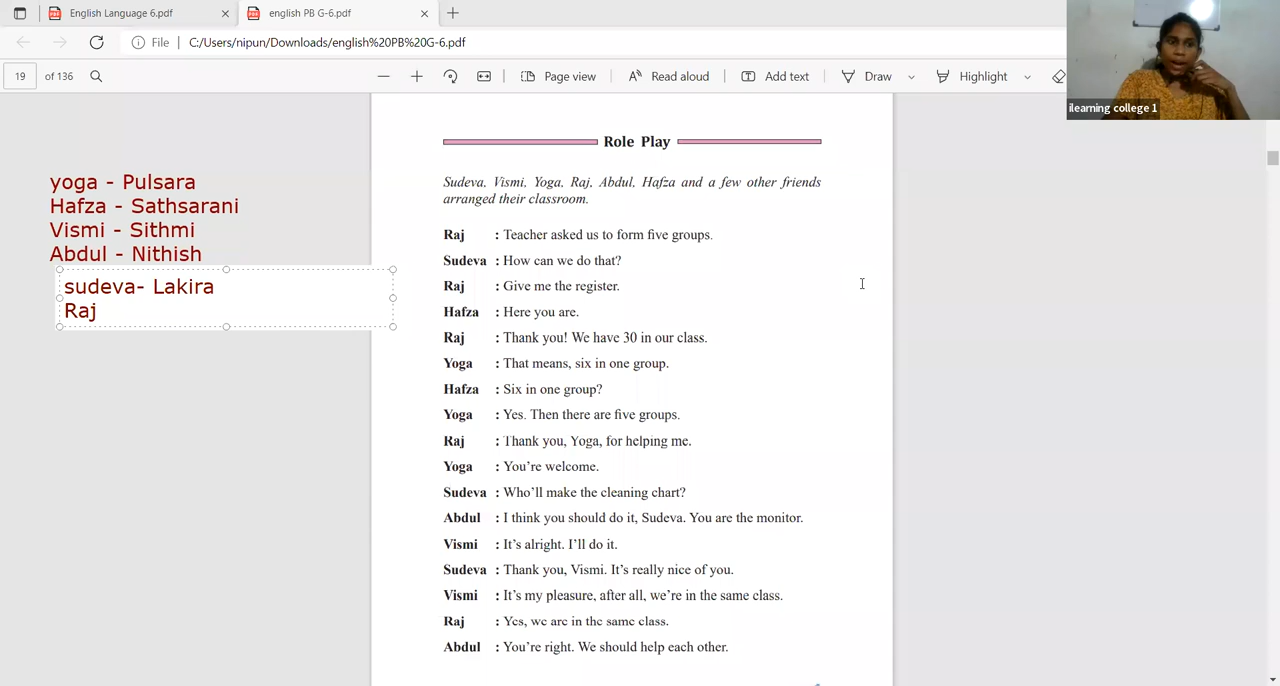 English Language 6.pdf
english PB G-6.pdf
File
C:/Users/nipun/Downloads/english%20PB%20G-6.pdf
19 of 136
Page view
Read aloud
Add text
Draw
Highlight
ilearning college 1
yoga - Pulsara
Hafza - Sathsarani
Vismi - Sithmi
Abdul - Nithish
sudeva- Lakira
Raj
Role Play
Sudeva, Vismi, Yoga, Raj, Abdul, Hafza and a few other friends
arranged their classroom.
Raj : Teacher asked us to form five groups.
Sudeva : How can we do that?
Raj : Give me the register.
Hafza : Here you are.
Raj : Thank you! We have 30 in our class.
Yoga : That means, six in one group.
Hafza : Six in one group?
Yoga : Yes. Then there are five groups.
Raj : Thank you, Yoga, for helping me.
Yoga : You're welcome.
Sudeva : Who'll make the cleaning chart?
Abdul : I think you should do it, Sudeva. You are the monitor.
Vismi : It's alright. I'll do it.
Sudeva : Thank you, Vismi. It's really nice of you.
Vismi : It's my pleasure, after all, we're in the same class.
Raj : Yes, we are in the same class.
Abdul : You're right. We should help each other.